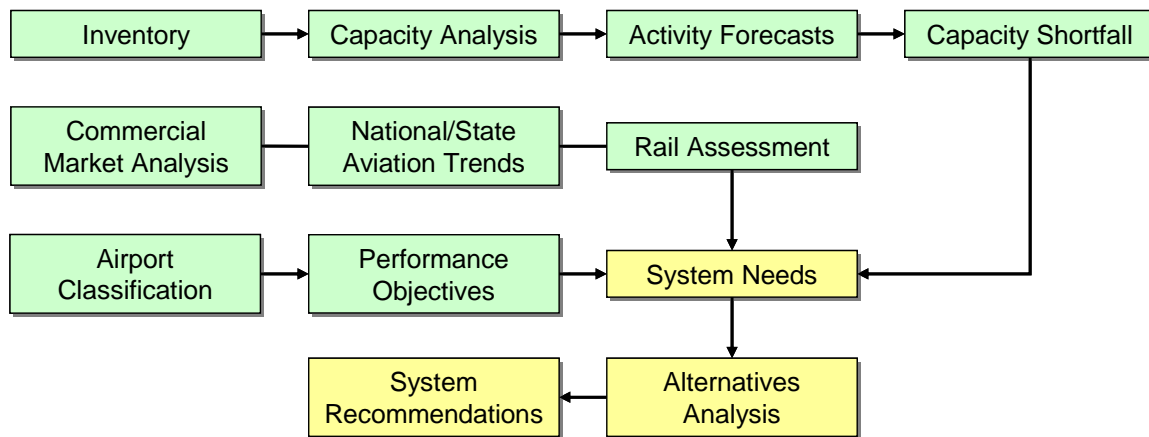 Inventory
Capacity Analysis
Activity Forecasts
Capacity Shortfall
Commercial
Market Analysis
National/State
Aviation Trends
Rail Assessment
Airport
Classification
Performance
Objectives
System Needs
System
Recommendations
Alternatives
Analysis